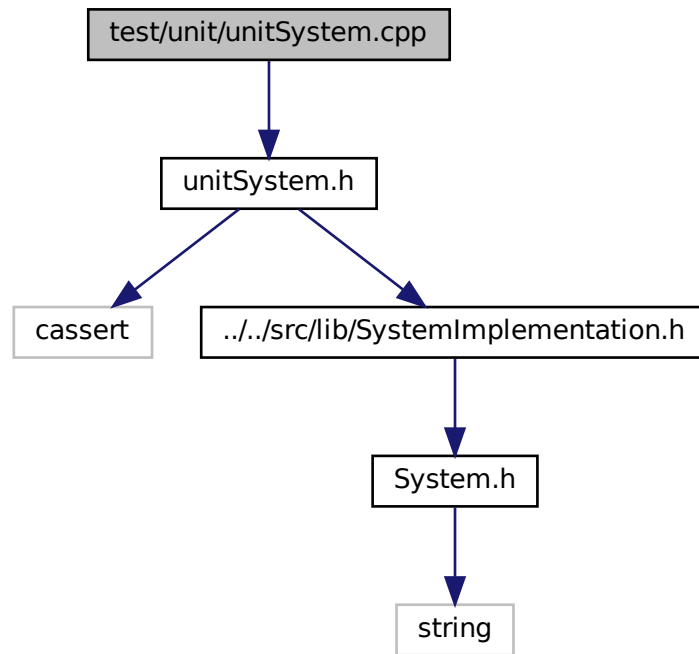 test/unit/unitSystem.cpp
unitSystem.h
cassert
../../src/lib/SystemImplementation.h
System.h
string